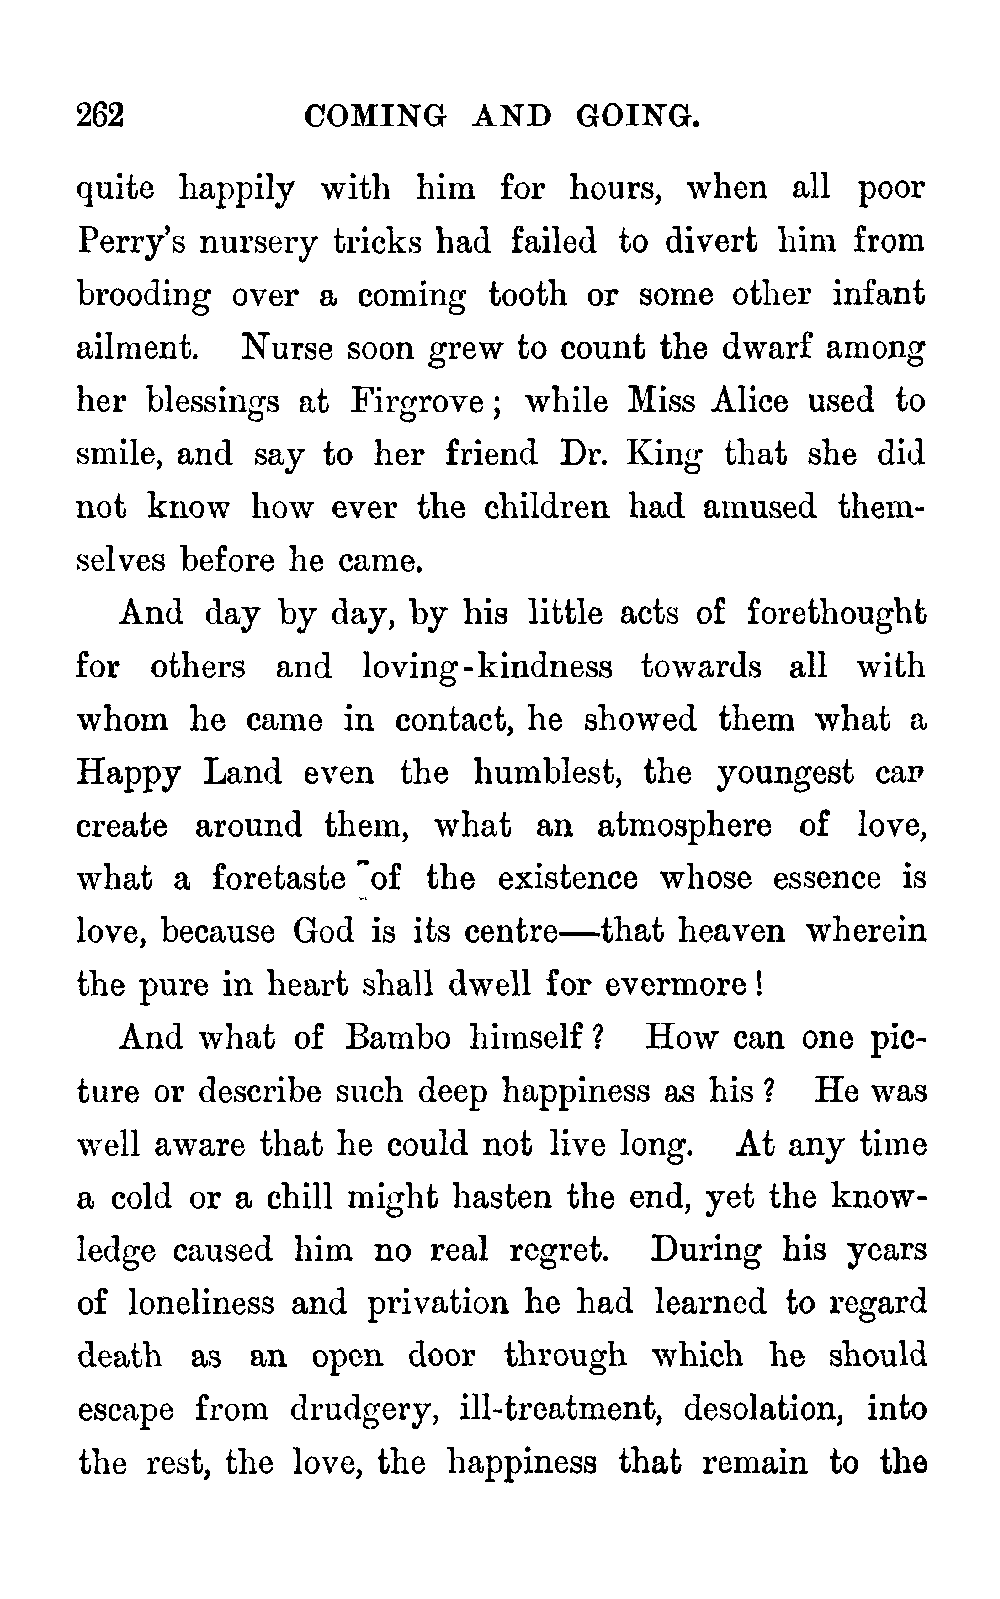 262 COMING AND GOING.
quite happily with him for hours, when all poor
Perry's nursery tricks had failed to divert him from
brooding over a coming tooth or some other infant
ailment. Nurse soon grew to count the dwarf among
her blessings at Firgrove; while Miss Alice used to
smile, and say to her friend Dr. King that she did
not know how ever the children had amused them-
selves before he came.
And day by day, by his little acts of forethought
for others and loving-kindness towards all with
whom he came in contact, he showed them what a
Happy Land even the humblest, the youngest can
create around them, what an atmosphere of love,
what a foretaste of the existence whose essence is
love, because God is its centre—that heaven wherein
the pure in heart shall dwell for evermore!
And what of Bambo himself? How can one pic-
ture or describe such deep happiness as his? He was
well aware that he could not live long. At any time
a cold or a chill might hasten the end, yet the know-
ledge caused him no real regret. During his years
of loneliness and privation he had learned to regard
death as an open door through which he should
escape from drudgery, ill-treatment, desolation, into
the rest, the love, the happiness that remain to the